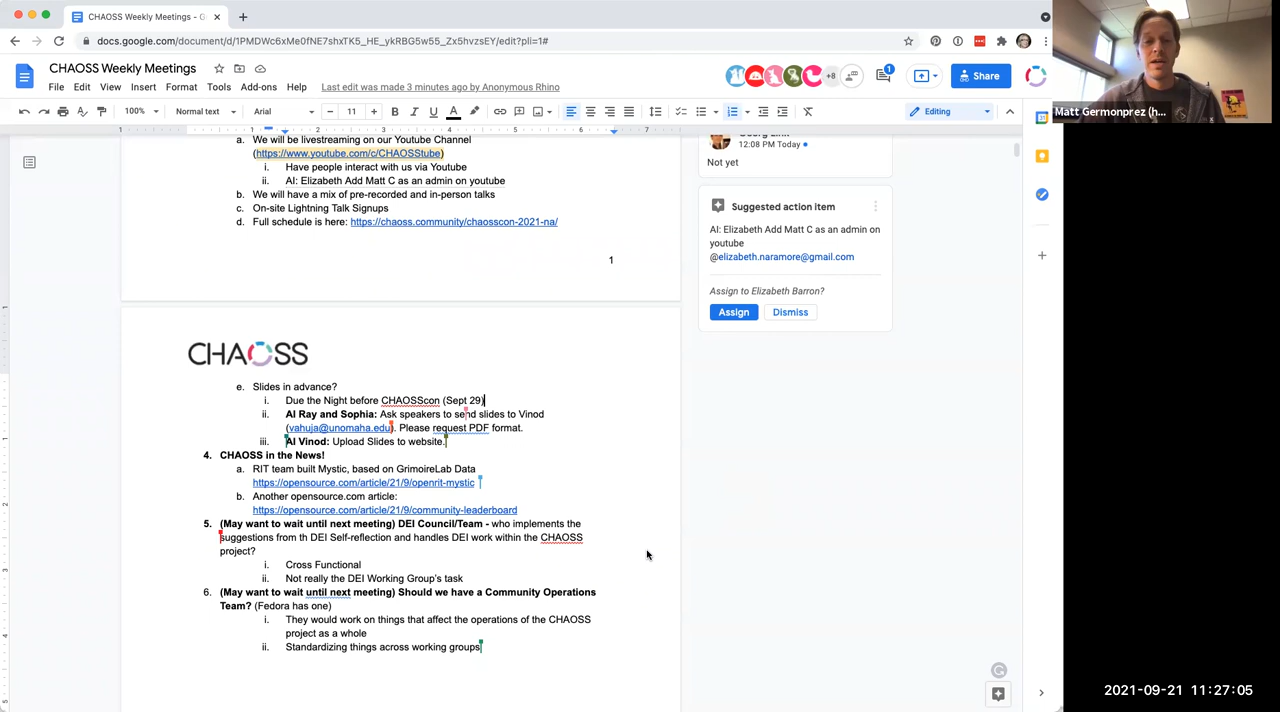 CHAOSS Weekly Meetings - G
docs.google.com/document/d/1PMDWc6xMe0fNE7shxTK5_HE_ykRBG5w55_Zx5hvzsEY/edit?pli=1#
CHAOSS Weekly Meetings
File Edit View Insert Format Tools Add-ons Help Last edit was made 3 minutes ago by Anonymous Rhino
+8
1
Share
100% Normal text Arial 11 B I U A Editing
Matt Germonprez (h...
1 1 2 3 4 5 6 7
a. We will be livestreaming on our Youtube Channel
(https://www.youtube.com/c/CHAOSStube)
i. Have people interact with us via Youtube
ii. AI: Elizabeth Add Matt C as an admin on youtube
b. We will have a mix of pre-recorded and in-person talks
c. On-site Lightning Talk Signups
d. Full schedule is here: https://chaoss.community/chaosscon-2021-na/
1
Georg Link
12:08 PM Today
Not yet
Suggested action item
AI: Elizabeth Add Matt C as an admin on
youtube
@elizabeth.naramore@gmail.com
Assign to Elizabeth Barron?
Assign Dismiss
CHAOSS
e. Slides in advance?
i. Due the Night before CHAOSScon (Sept 29)
ii. AI Ray and Sophia: Ask speakers to send slides to Vinod
(vahuja@unomaha.edu). Please request PDF format.
iii. AI Vinod: Upload Slides to website.
4. CHAOSS in the News!
a. RIT team built Mystic, based on GrimoireLab Data
https://opensource.com/article/21/9/openrit-mystic
b. Another opensource.com article:
https://opensource.com/article/21/9/community-leaderboard
5. (May want to wait until next meeting) DEI Council/Team - who implements the
suggestions from th DEI Self-reflection and handles DEI work within the CHAOSS
project?
i. Cross Functional
ii. Not really the DEI Working Group's task
6. (May want to wait until next meeting) Should we have a Community Operations
Team? (Fedora has one)
i. They would work on things that affect the operations of the CHAOSS
project as a whole
ii. Standardizing things across working groups
2021-09-21 11:27:05